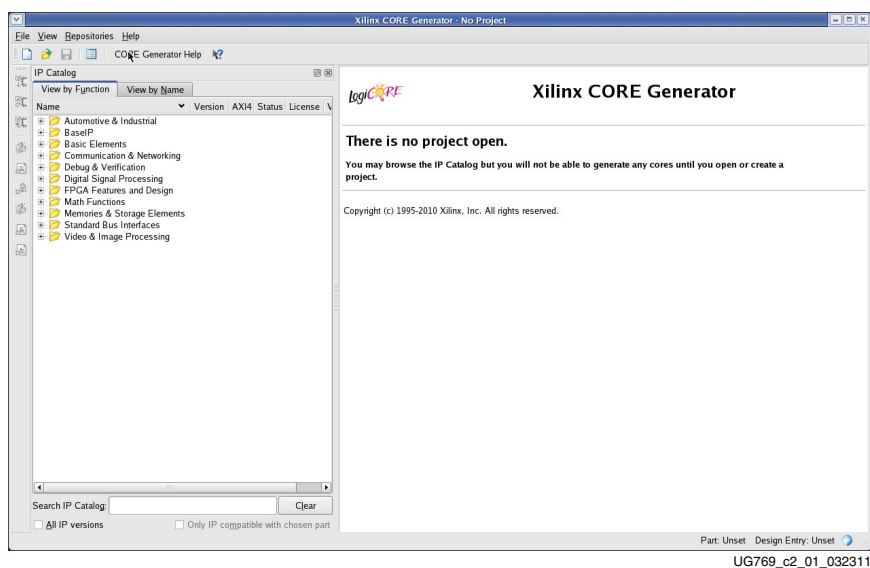 Xilinx CORE Generator - No Project
File View Repositories Help
CORE Generator Help
IP Catalog
View by Function View by Name
Name Version AXI4 Status License V
Automotive & Industrial
BaseIP
Basic Elements
Communication & Networking
Debug & Verification
Digital Signal Processing
FPGA Features and Design
Math Functions
Memories & Storage Elements
Standard Bus Interfaces
Video & Image Processing
Search IP Catalog: Clear
All IP versions Only IP compatible with chosen part
LogiCORE Xilinx CORE Generator
There is no project open.
You may browse the IP Catalog but you will not be able to generate any cores until you open or create a
project.
Copyright (c) 1995-2010 Xilinx, Inc. All rights reserved.
Part: Unset Design Entry: Unset
UG769_c2_01_032311